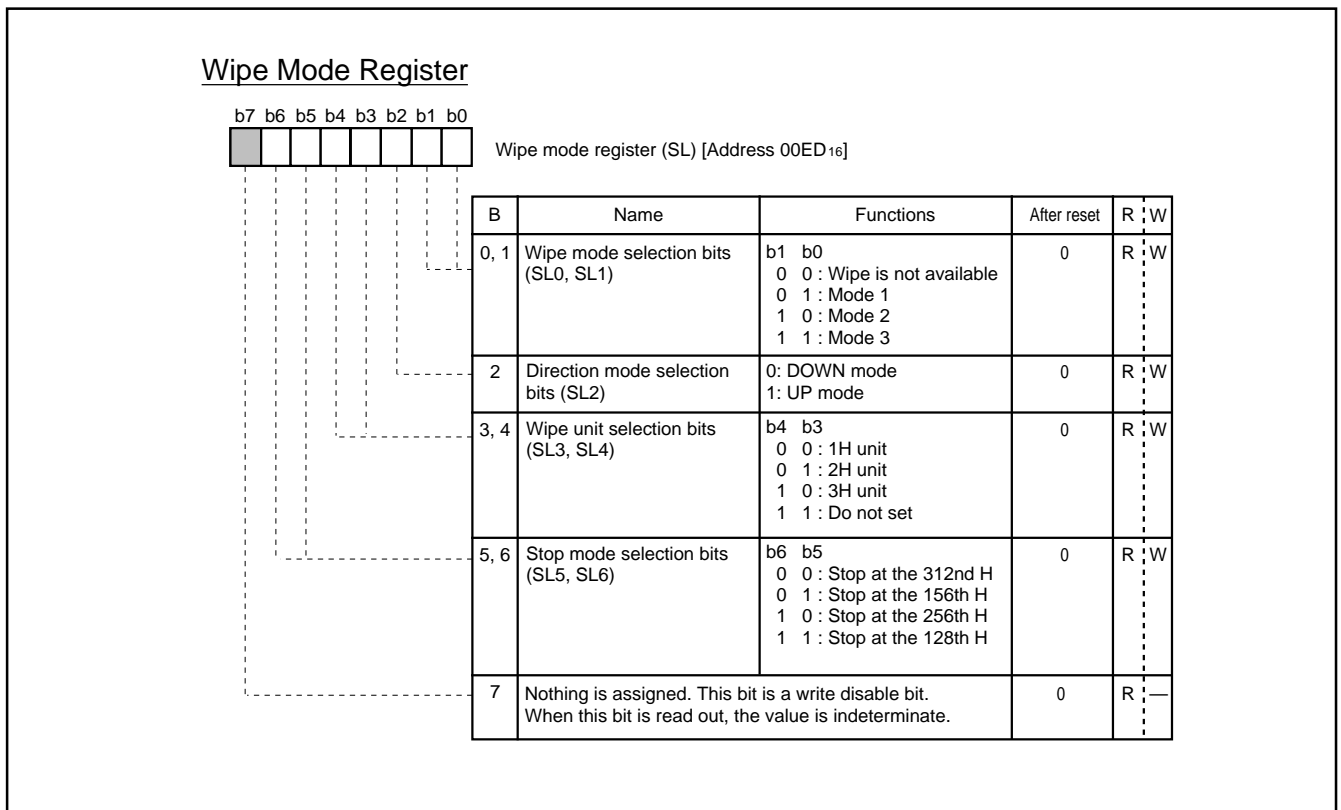 Wipe Mode Register
b7 b6 b5 b4 b3 b2 b1 b0
Wipe mode register (SL) [Address 00ED16]
B Name Functions After reset R W
0, 1 Wipe mode selection bits b1 b0 0 R W
(SL0, SL1) 0 0 : Wipe is not available
0 1 : Mode 1
1 0 : Mode 2
1 1 : Mode 3
2 Direction mode selection 0: DOWN mode 0 R W
bits (SL2) 1: UP mode
3, 4 Wipe unit selection bits b4 b3 0 R W
(SL3, SL4) 0 0 : 1H unit
0 1 : 2H unit
1 0 : 3H unit
1 1 : Do not set
5, 6 Stop mode selection bits b6 b5 0 R W
(SL5, SL6) 0 0 : Stop at the 312nd H
0 1 : Stop at the 156th H
1 0 : Stop at the 256th H
1 1 : Stop at the 128th H
7 Nothing is assigned. This bit is a write disable bit. 0 R —
When this bit is read out, the value is indeterminate.